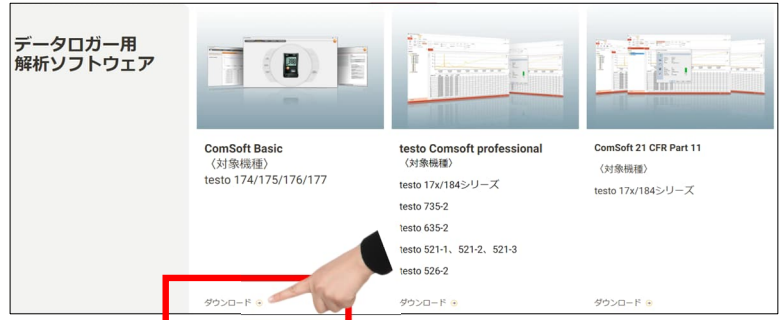 データロガー用
解析ソフトウェア
ComSoft Basic
〈対象機種〉
testo 174/175/176/177
ダウンロード
testo Comsoft professional
〈対象機種〉
testo 17x/184シリーズ
testo 735-2
testo 635-2
testo 521-1、521-2、521-3
testo 526-2
ダウンロード
ComSoft 21 CFR Part 11
〈対象機種〉
testo 17x/184シリーズ
ダウンロード